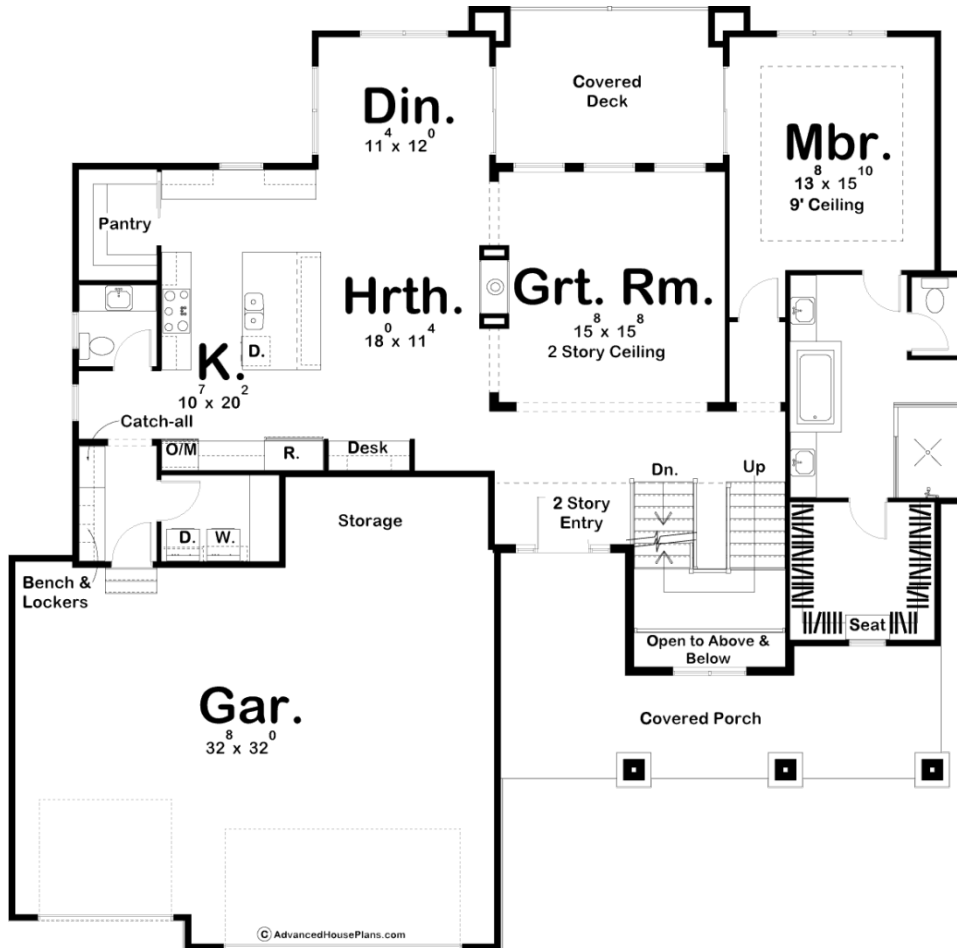 Covered
Deck
Din.
11⁴ x 12⁰
Mbr.
13⁸ x 15¹⁰
9' Ceiling
Pantry
Hrth.
18⁰ x 11⁴
Grt. Rm.
15⁸ x 15⁸
2 Story Ceiling
D.
K.
10⁷ x 20²
Catch-all
O/M
R.
Desk
Dn.
Up
2 Story
Entry
Storage
D.
W.
Bench &
Lockers
Seat
Open to Above &
Below
Gar.
32⁸ x 32⁰
Covered Porch
© AdvancedHousePlans.com